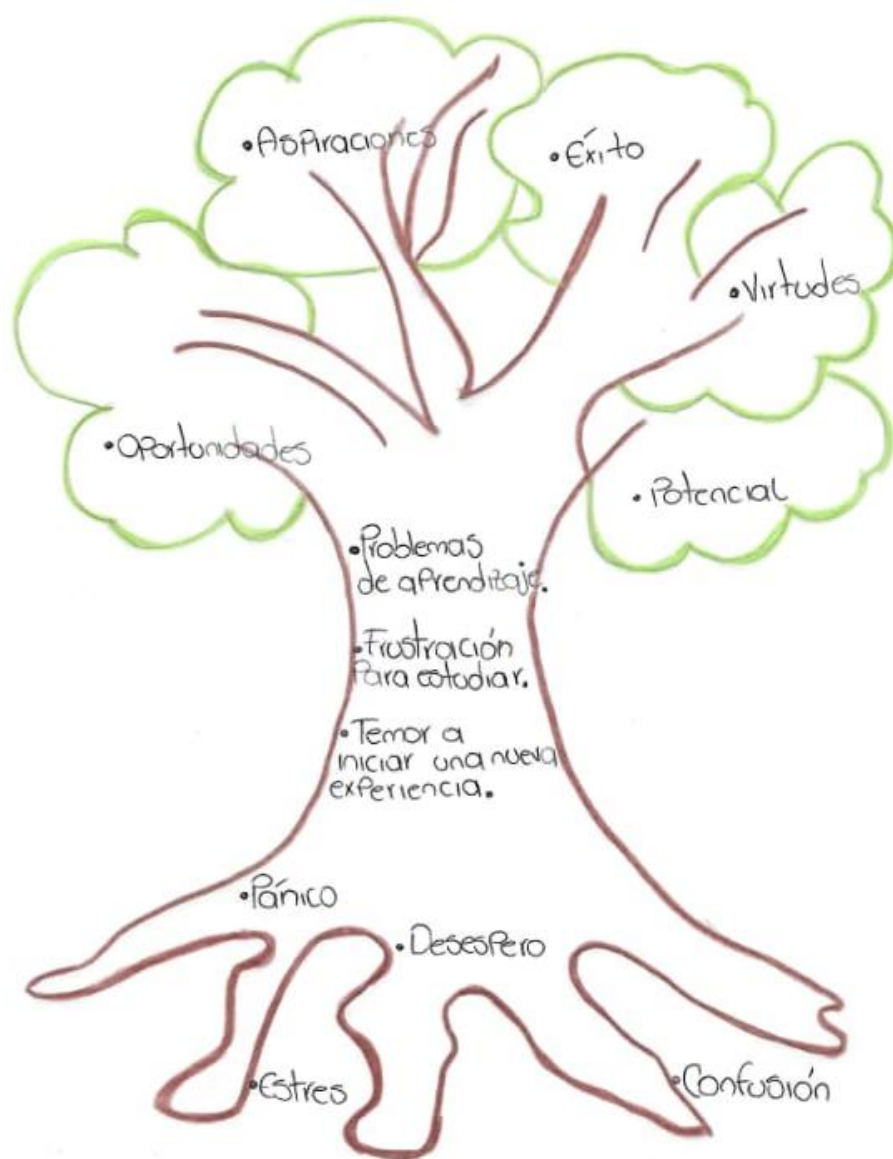 •Aspiraciones
•Éxito
•Virtudes
•Oportunidades
•Potencial
•Problemas
de aprendizaje.
•Frustración
Para estudiar.
•Temor a
iniciar una nueva
experiencia.
•Pánico
•Desespero
•Estres
•Confusión